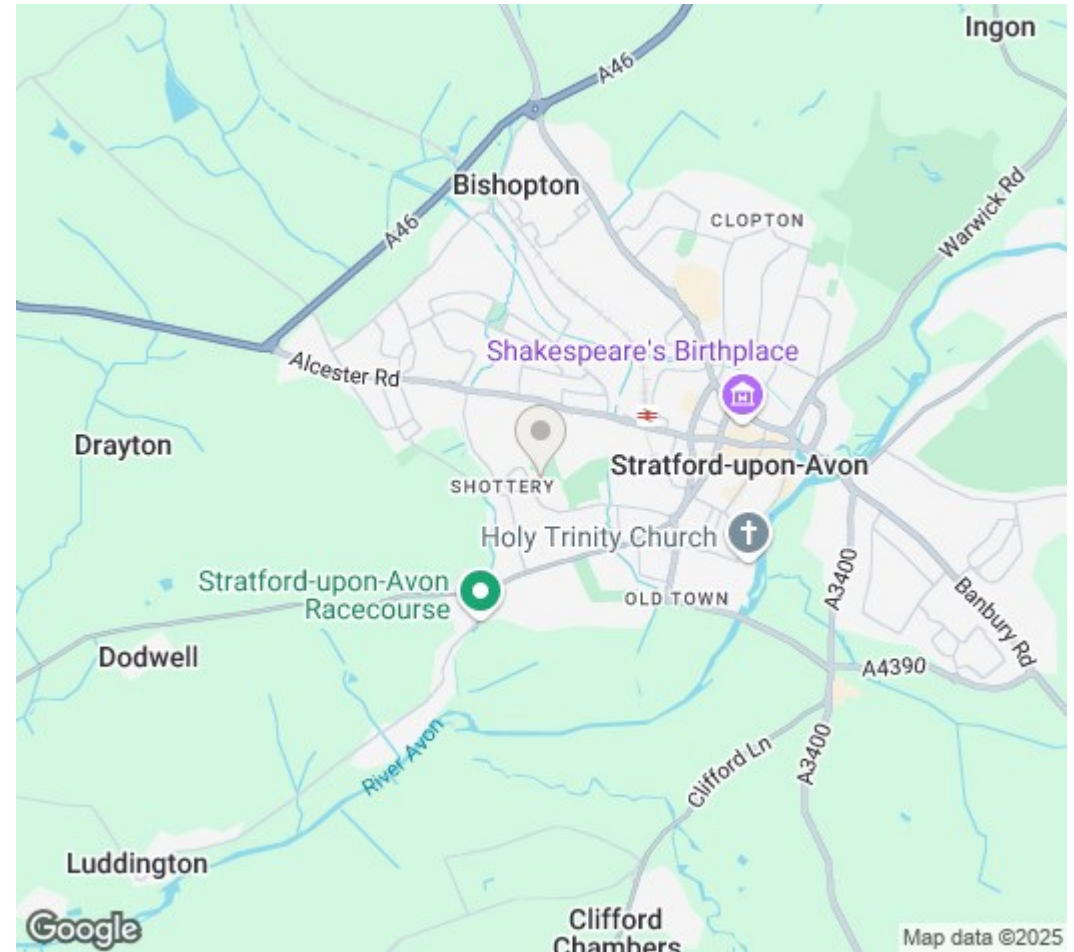 Ingon
A46
Bishopton
CLOPTON
Warwick Rd
A46
Shakespeare's Birthplace
Alcester Rd
Drayton
Stratford-upon-Avon
SHOTTERY
Holy Trinity Church
Stratford-upon-Avon
Racecourse
OLD TOWN
A3400
Banbury Rd
Dodwell
A4390
River Avon
Clifford Ln
A3400
Luddington
Clifford
Chambers
Google
Map data ©2025